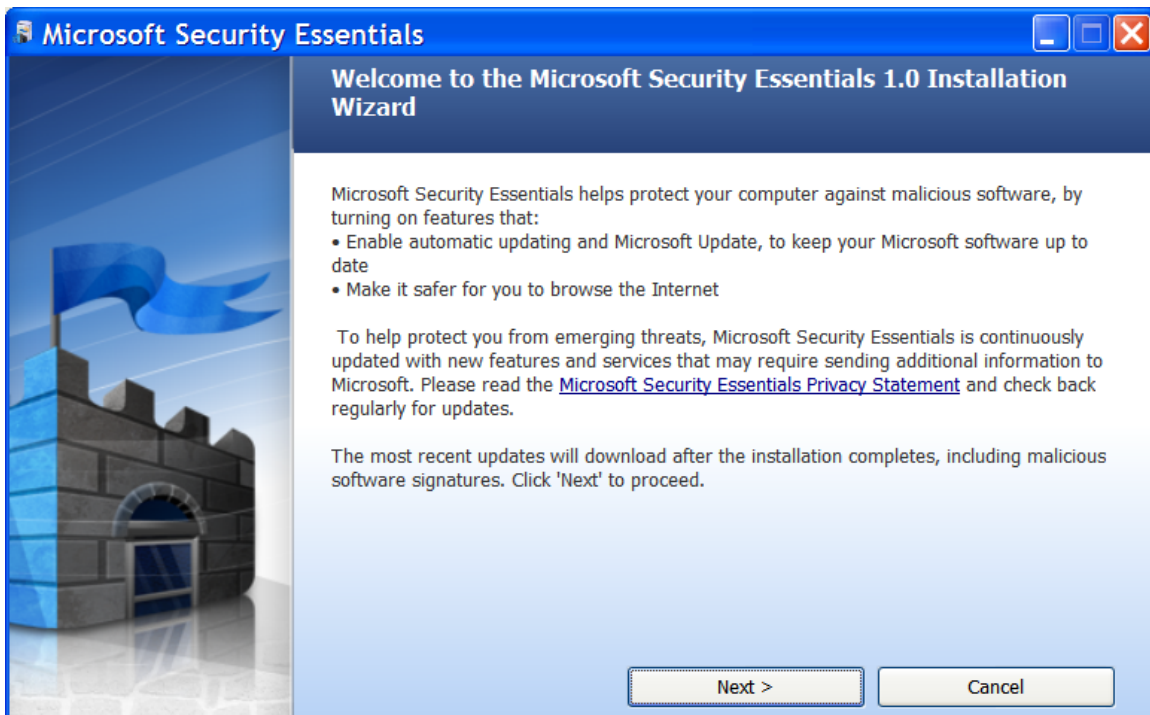 Microsoft Security Essentials
Welcome to the Microsoft Security Essentials 1.0 Installation
Wizard
Microsoft Security Essentials helps protect your computer against malicious software, by
turning on features that:
• Enable automatic updating and Microsoft Update, to keep your Microsoft software up to
date
• Make it safer for you to browse the Internet
To help protect you from emerging threats, Microsoft Security Essentials is continuously
updated with new features and services that may require sending additional information to
Microsoft. Please read the Microsoft Security Essentials Privacy Statement and check back
regularly for updates.
The most recent updates will download after the installation completes, including malicious
software signatures. Click 'Next' to proceed.
Next >
Cancel